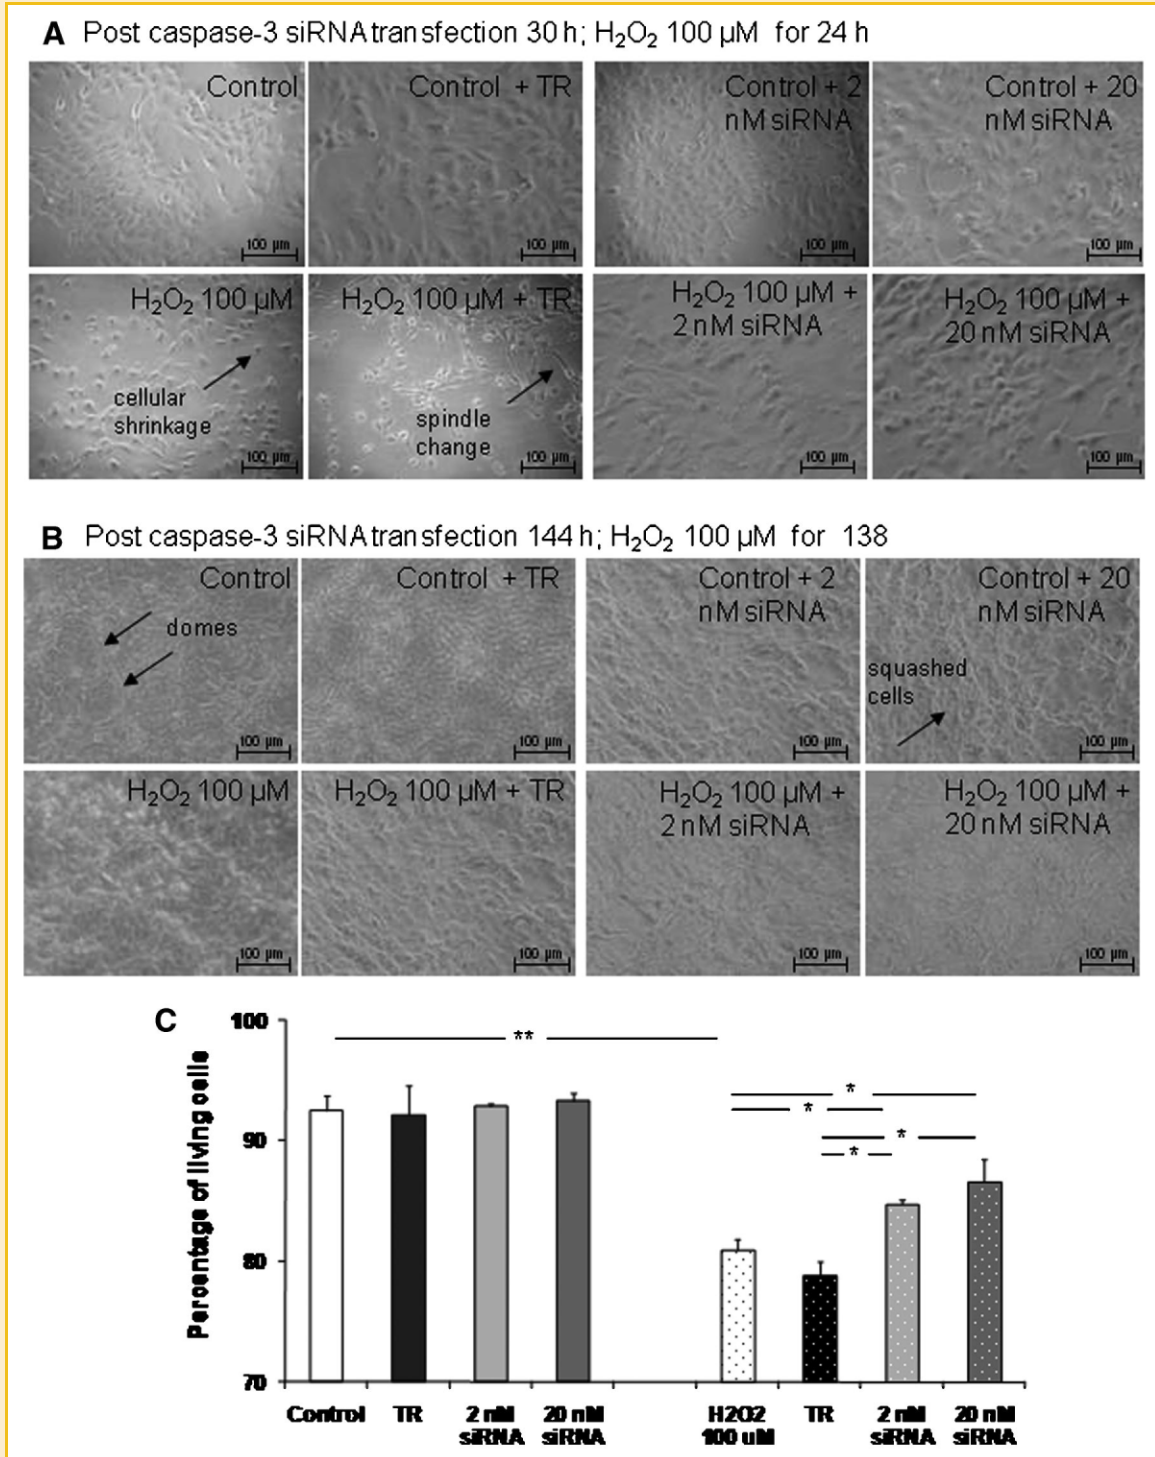 A Post caspase-3 siRNA transfection 30 h; H₂O₂ 100 µM for 24 h
Control
Control + TR
Control + 2
nM siRNA
Control + 20
nM siRNA
100 µm
100 µm
100 µm
100 µm
H₂O₂ 100 µM
cellular
shrinkage
H₂O₂ 100 µM + TR
spindle
change
H₂O₂ 100 µM +
2 nM siRNA
H₂O₂ 100 µM +
20 nM siRNA
100 µm
100 µm
100 µm
100 µm
B Post caspase-3 siRNA transfection 144 h; H₂O₂ 100 µM for 138
Control
domes
Control + TR
Control + 2
nM siRNA
Control + 20
nM siRNA
squashed
cells
100 µm
100 µm
100 µm
100 µm
H₂O₂ 100 µM
H₂O₂ 100 µM + TR
H₂O₂ 100 µM +
2 nM siRNA
H₂O₂ 100 µM +
20 nM siRNA
100 µm
100 µm
100 µm
100 µm
C
Percentage of living cells
100
90
80
70
**
*
*
*
*
Control
TR
2 nM
siRNA
20 nM
siRNA
H2O2
100 uM
TR
2 nM
siRNA
20 nM
siRNA